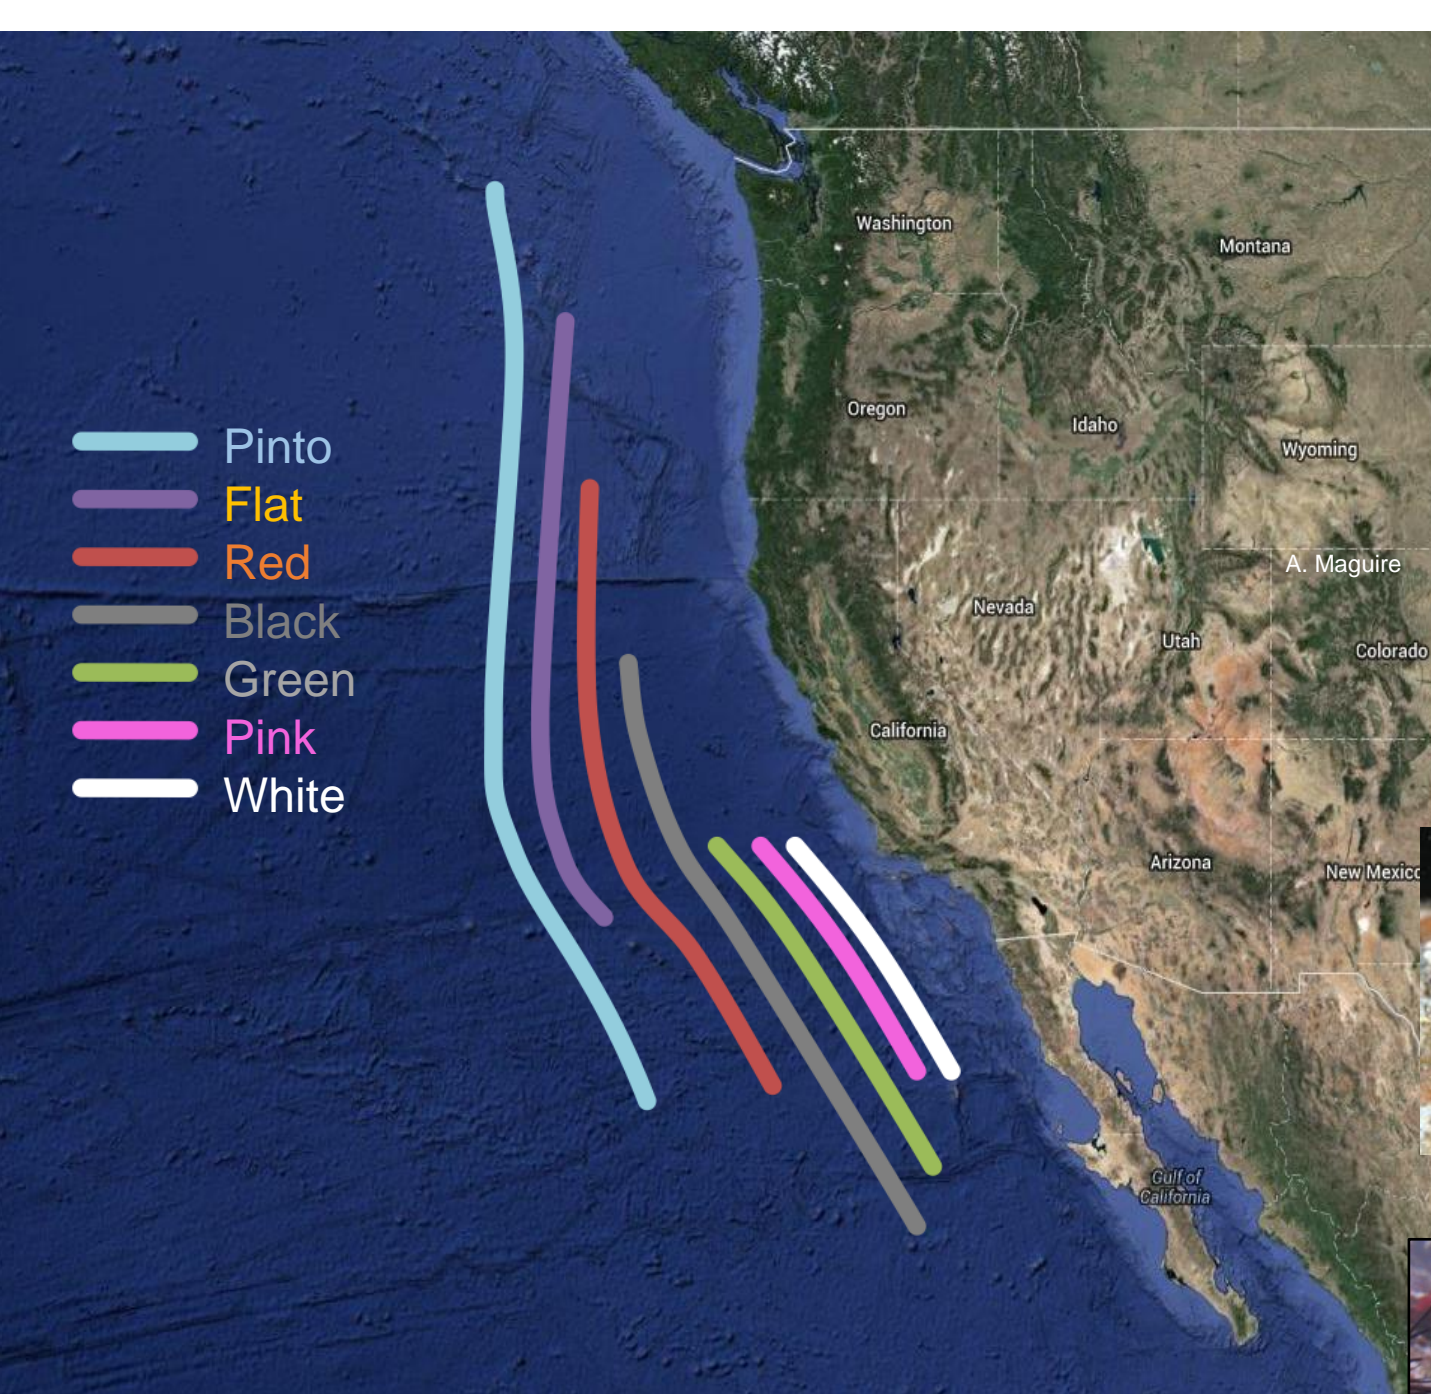 Washington
Montana
Oregon
Idaho
Wyoming
Pinto
Flat
Red
Black
Green
Pink
White
A. Maguire
Nevada
Utah
Colorado
California
Arizona
New Mexico
Gulf of
California